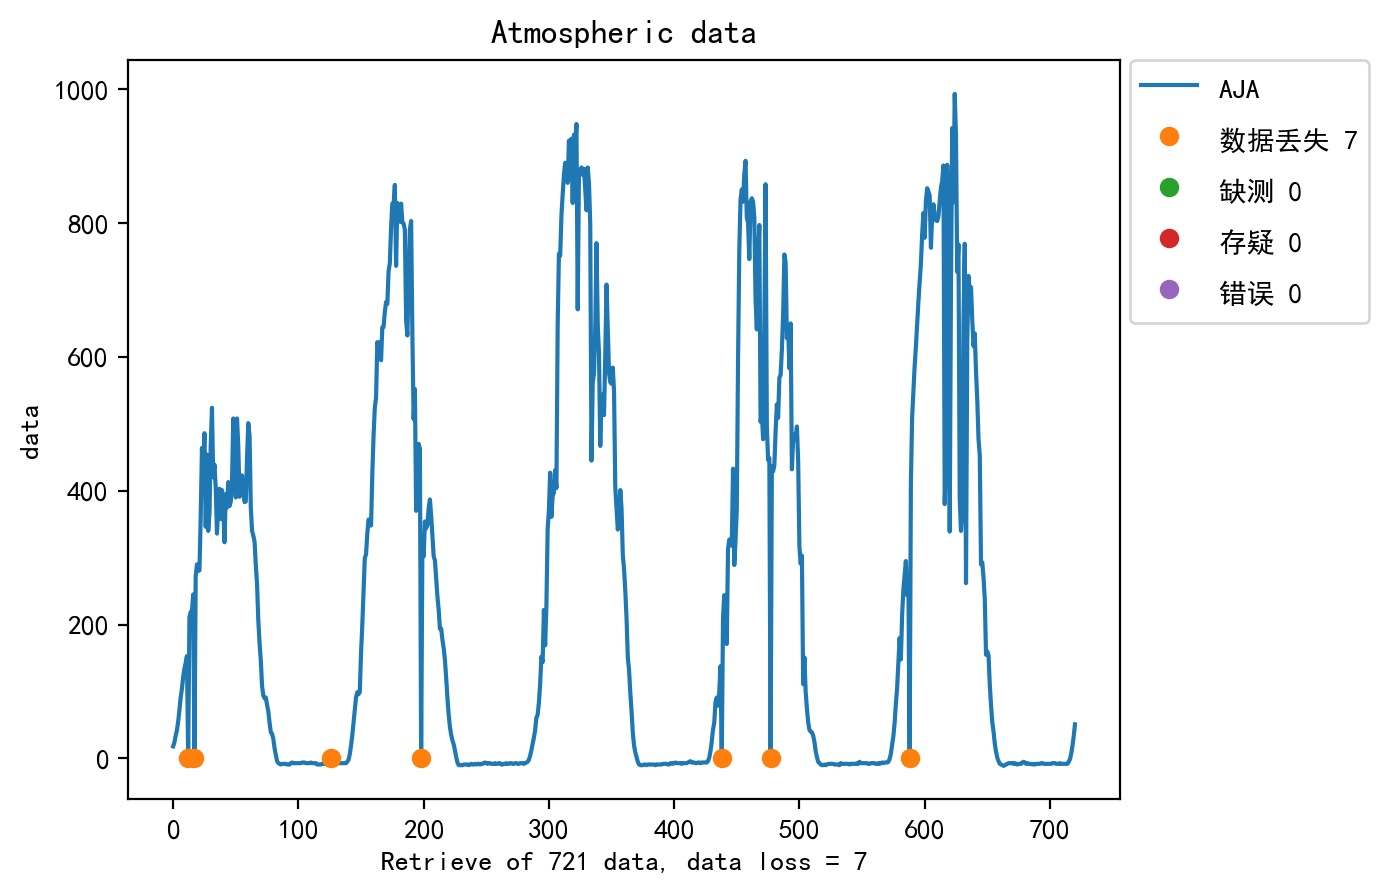 Atmospheric data
1000
800
600
400
200
0
data
0 100 200 300 400 500 600 700
Retrieve of 721 data, data loss = 7
AJA
数据丢失 7
缺测 0
存疑 0
错误 0